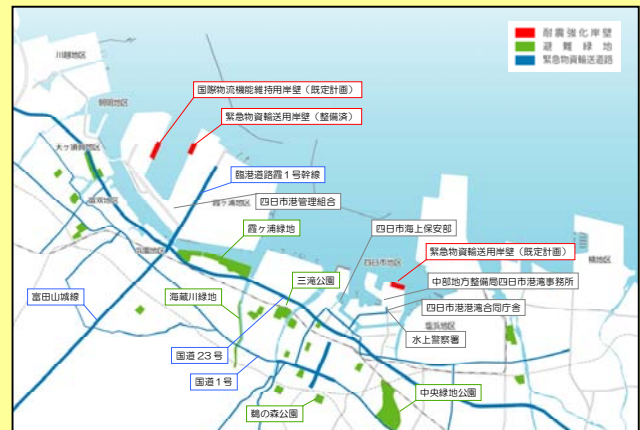 耐震強化岸壁
避難緑地
緊急物資輸送道路
川越地区
国際物流機能維持用岸壁(既定計画)
緊急物資輸送用岸壁(整備済)
臨港道路霞1号幹線
四日市港管理組合
霞ヶ浦地区
霞ヶ浦緑地
四日市海上保安部
四日市地区
緊急物資輸送用岸壁(既定計画)
中部地方整備局四日市港湾事務所
四日市港港湾合同庁舎
塩浜地区
水上警察署
三滝公園
富田山城線
海蔵川緑地
国道23号
国道1号
鵜の森公園
中央緑地公園